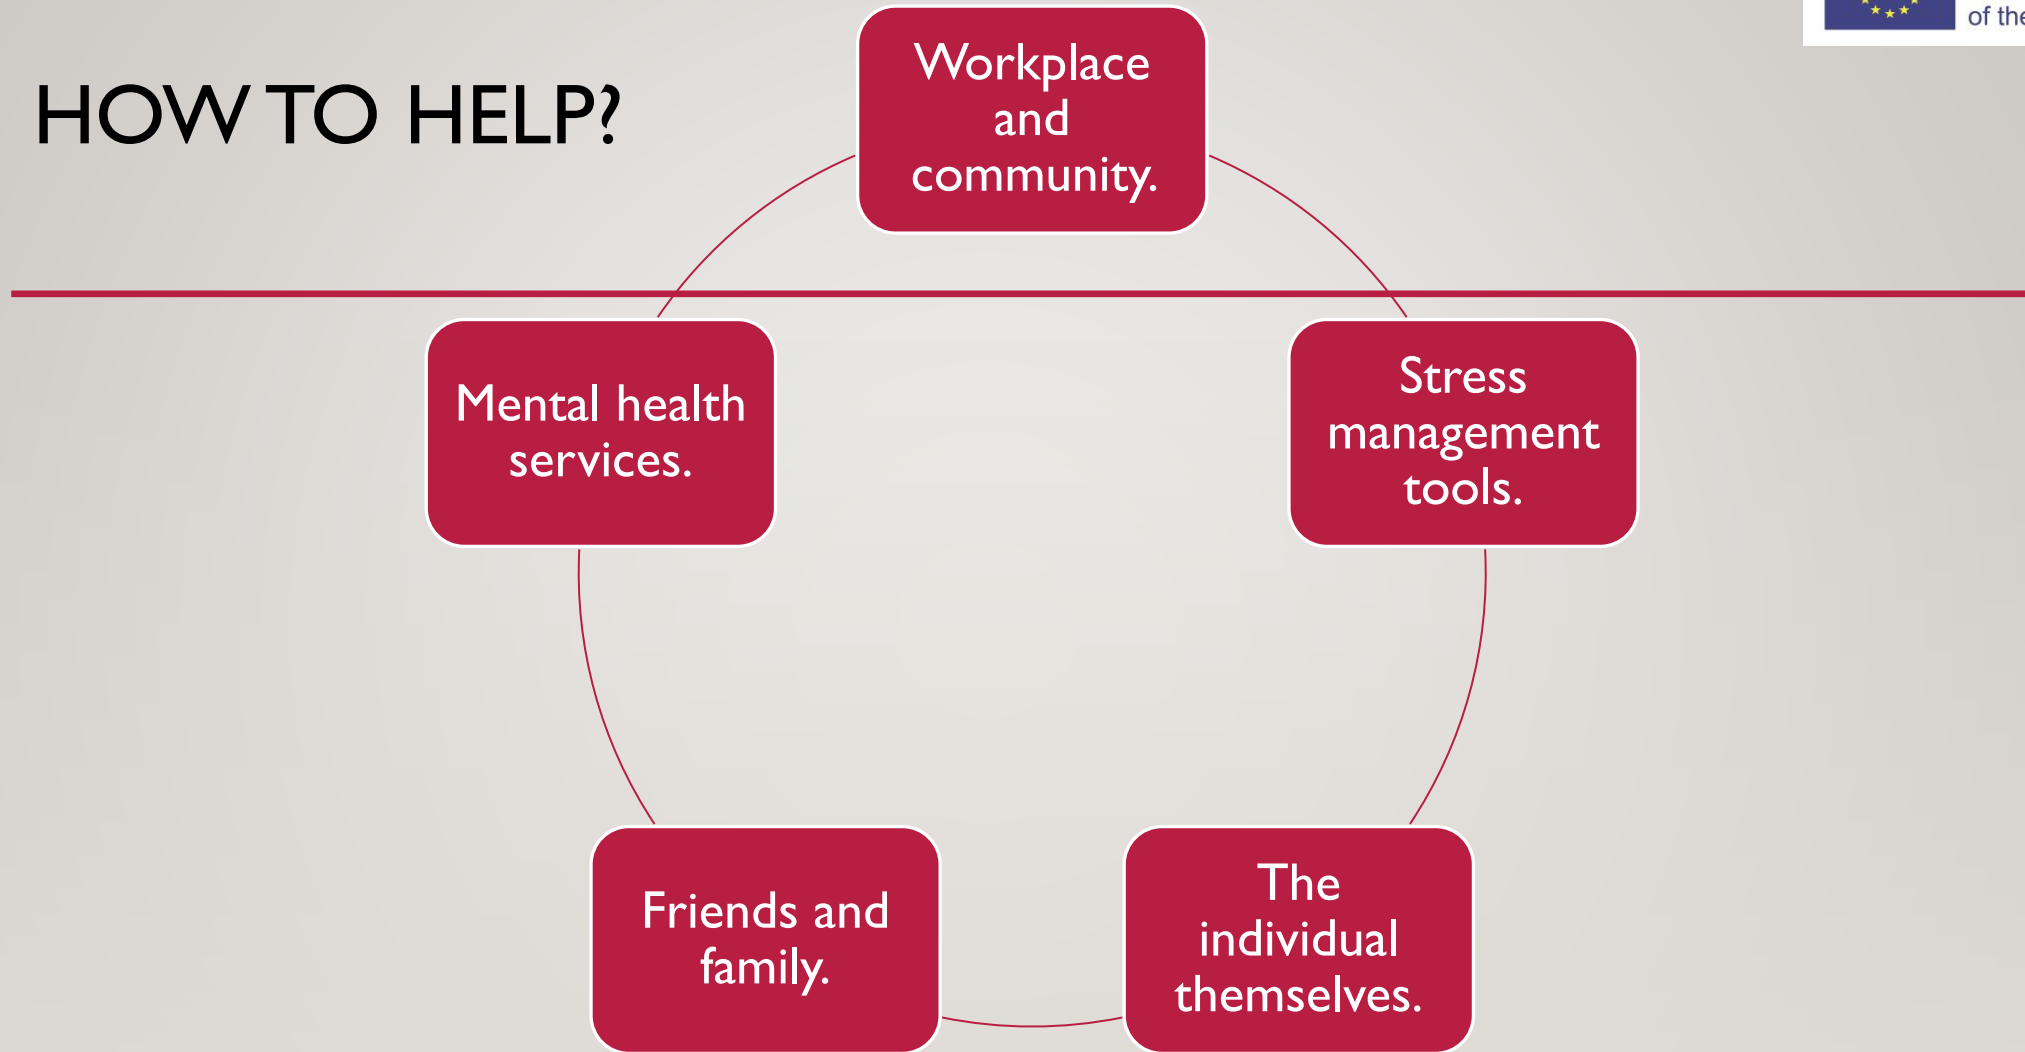 HOW TO HELP?
of the
Workplace
and
community.
Stress
management
tools.
The
individual
themselves.
Friends and
family.
Mental health
services.